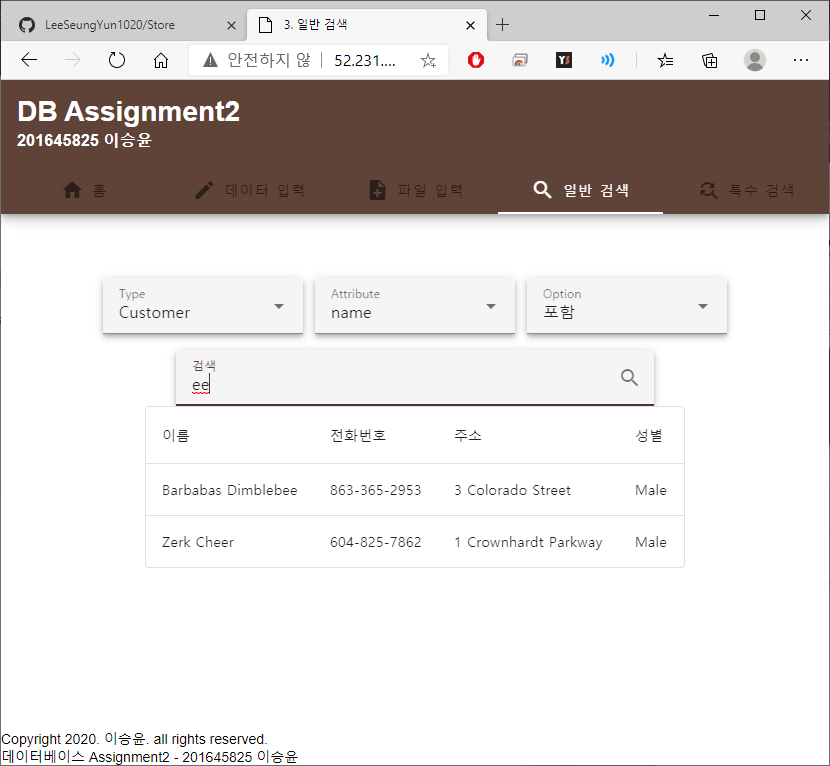 LeeSeungYun1020/Store
3. 일반 검색
안전하지 않
52.231....
DB Assignment2
201645825 이승윤
홈
데이터 입력
파일 입력
일반 검색
특수 검색
Type
Customer
Attribute
name
Option
포함
검색
ee
이름 전화번호 주소 성별
Barbabas Dimblebee 863-365-2953 3 Colorado Street Male
Zerk Cheer 604-825-7862 1 Crownhardt Parkway Male
Copyright 2020. 이승윤. all rights reserved.
데이터베이스 Assignment2 - 201645825 이승윤